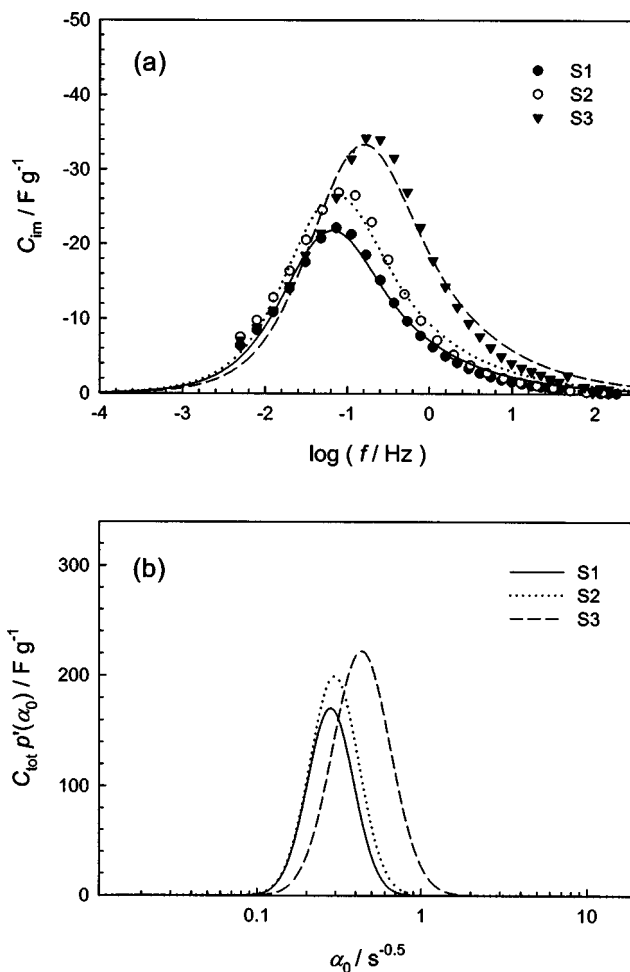 (a)
S1
S2
S3
-50
-40
-30
-20
-10
0
C_im / F g^-1
-4 -3 -2 -1 0 1 2
log ( f / Hz )
(b)
S1
S2
S3
300
200
100
0
C_tot p'(α_0) / F g^-1
0.1 1 10
α_0 / s^-0.5